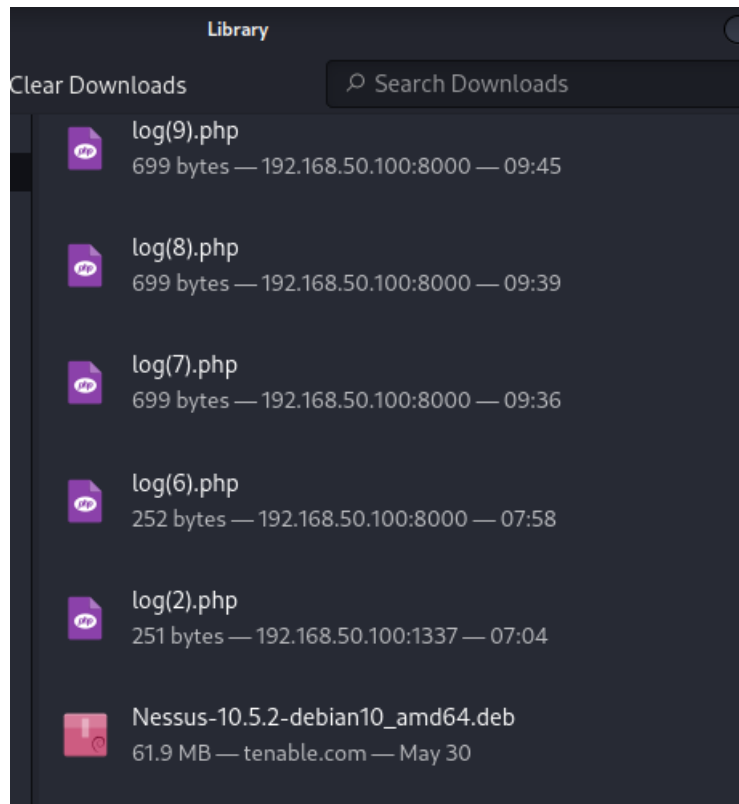 Library
Clear Downloads
Search Downloads
log(9).php
699 bytes — 192.168.50.100:8000 — 09:45
log(8).php
699 bytes — 192.168.50.100:8000 — 09:39
log(7).php
699 bytes — 192.168.50.100:8000 — 09:36
log(6).php
252 bytes — 192.168.50.100:8000 — 07:58
log(2).php
251 bytes — 192.168.50.100:1337 — 07:04
Nessus-10.5.2-debian10_amd64.deb
61.9 MB — tenable.com — May 30